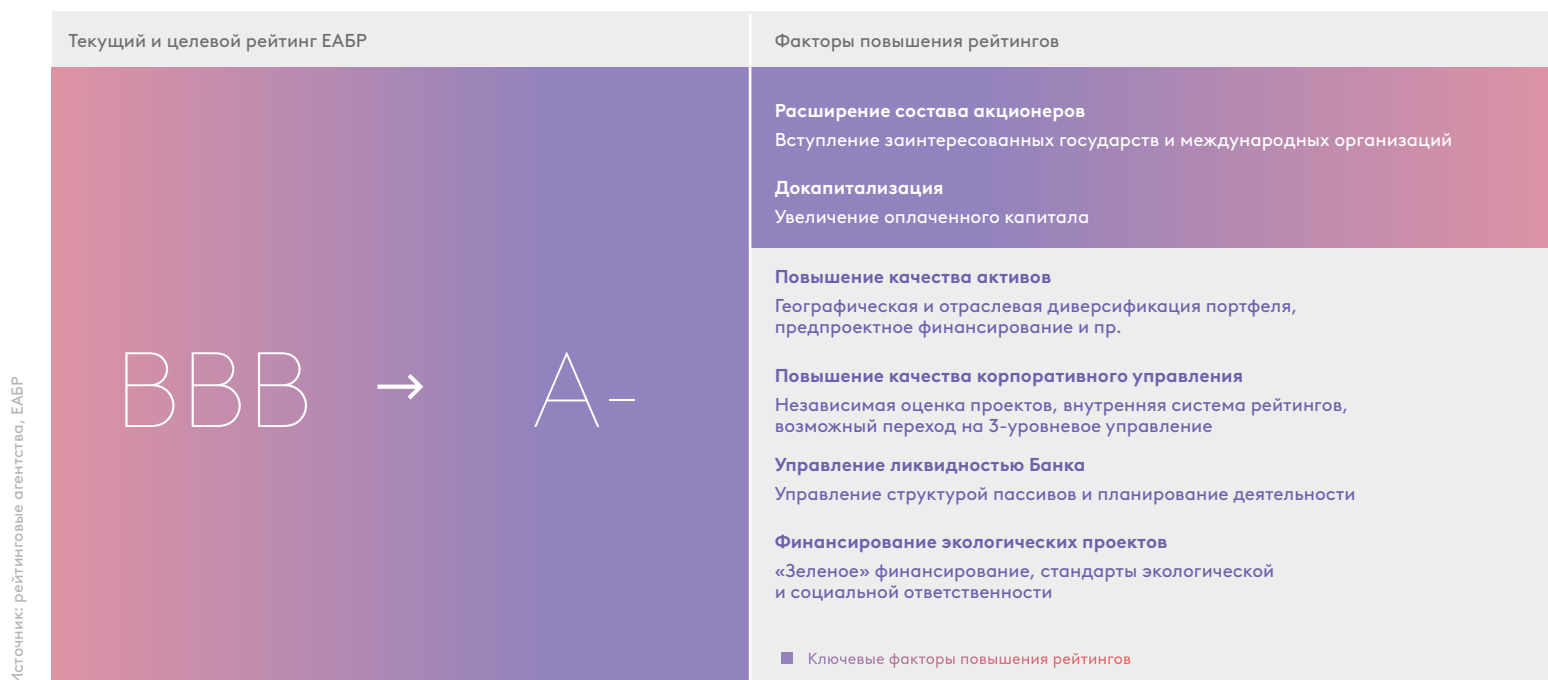 Текущий и целевой рейтинг ЕАБР
BBB → A–
Факторы повышения рейтингов
Расширение состава акционеров
Вступление заинтересованных государств и международных организаций
Докапитализация
Увеличение оплаченного капитала
Повышение качества активов
Географическая и отраслевая диверсификация портфеля,
предпроектное финансирование и пр.
Повышение качества корпоративного управления
Независимая оценка проектов, внутренняя система рейтингов,
возможный переход на 3-уровневое управление
Управление ликвидностью Банка
Управление структурой пассивов и планирование деятельности
Финансирование экологических проектов
«Зеленое» финансирование, стандарты экологической
и социальной ответственности
Ключевые факторы повышения рейтингов
Источник: рейтинговые агентства, ЕАБР